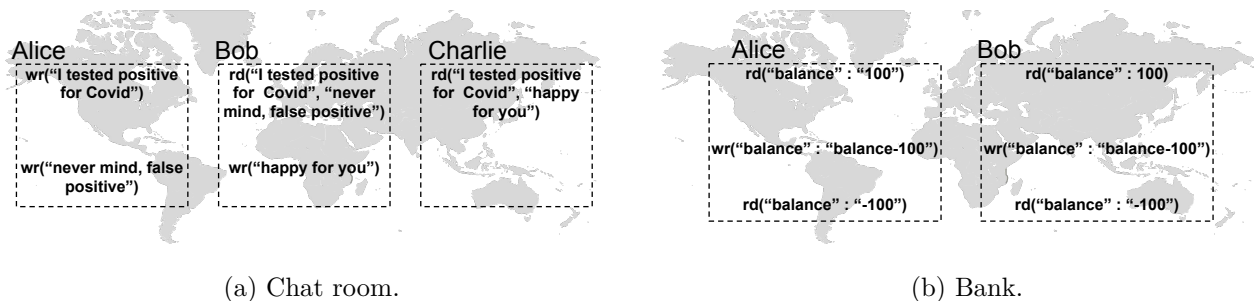 Alice
wr("I tested positive
for Covid")
wr("never mind, false
positive")
Bob
rd("I tested positive
for  Covid", "never
mind, false positive")
wr("happy for you")
Charlie
rd("I tested positive
for  Covid", "happy
for you")
(a) Chat room.
Alice
rd("balance" : "100")
wr("balance" : "balance-100")
rd("balance" : "-100")
Bob
rd("balance" : 100)
wr("balance" : "balance-100")
rd("balance" : "-100")
(b) Bank.